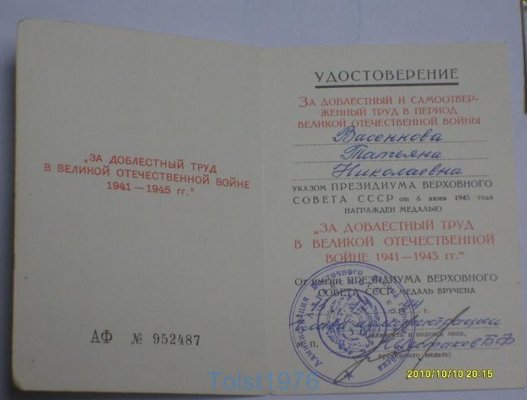 „ЗА ДОБЛЕСТНЫЙ ТРУД
В ВЕЛИКОЙ ОТЕЧЕСТВЕННОЙ ВОЙНЕ
1941—1945 гг."
АФ № 952487
УДОСТОВЕРЕНИЕ
ЗА ДОБЛЕСТНЫЙ И САМООТВЕР-
ЖЕННЫЙ ТРУД В ПЕРИОД
ВЕЛИКОЙ ОТЕЧЕСТВЕННОЙ ВОЙНЫ
Васенкова
Татьяна
Николаевна
УКАЗОМ ПРЕЗИДИУМА ВЕРХОВНОГО
СОВЕТА СССР от 6 июня 1945 года
НАГРАЖДЕН МЕДАЛЬЮ
„ЗА ДОБЛЕСТНЫЙ ТРУД
В ВЕЛИКОЙ ОТЕЧЕСТВЕННОЙ
ВОЙНЕ 1941—1945 гг."
От имени ПРЕЗИДИУМА ВЕРХОВНОГО
СОВЕТА СССР МЕДАЛЬ ВРУЧЕНА
г.
Администрация
П.
медаль)
2010/10/10 20:15
Tolst1976